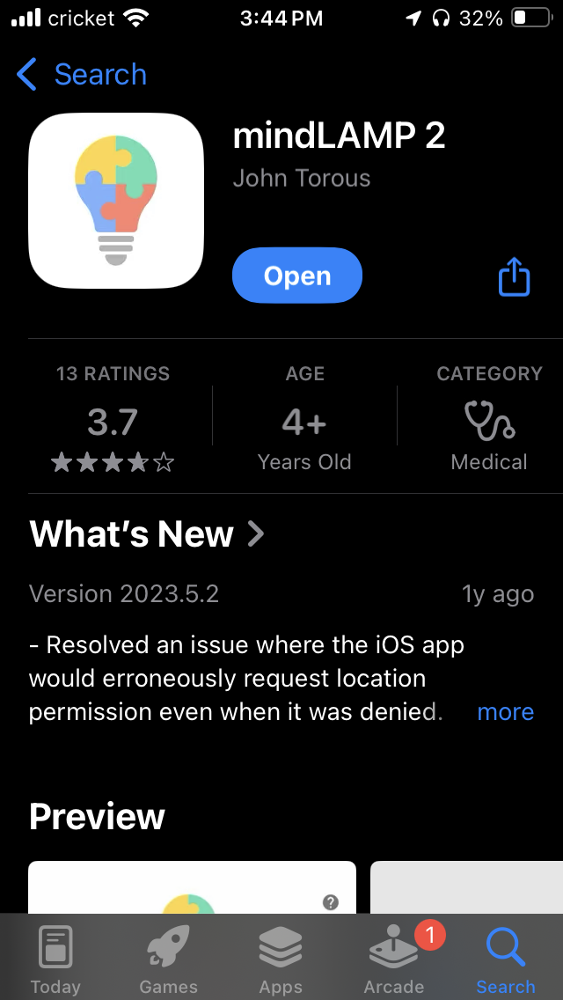 cricket 3:44 PM 32%
Search
mindLAMP 2
John Torous
Open
13 RATINGS AGE CATEGORY
3.7 4+
Years Old Medical
What's New
Version 2023.5.2 1y ago
- Resolved an issue where the iOS app
would erroneously request location
permission even when it was denied. more
Preview
?
1
Today Games Apps Arcade Search